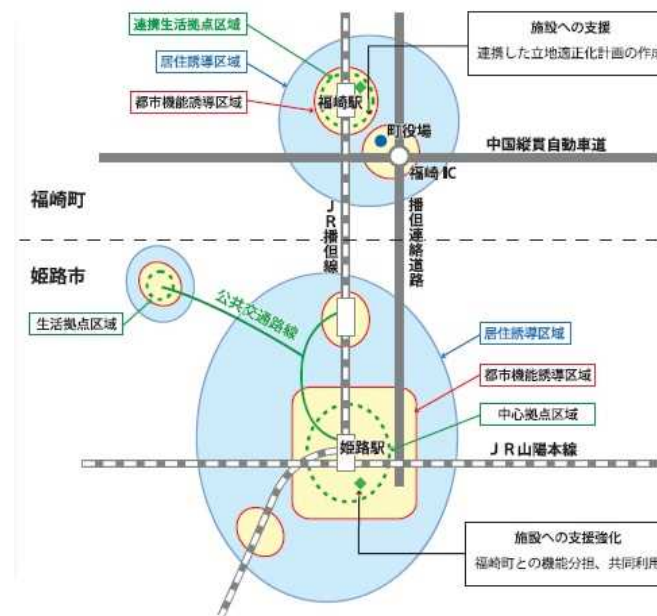 連携生活拠点区域
居住誘導区域
都市機能誘導区域
施設への支援
連携した立地適正化計画の作成
福崎駅
町役場
中国縦貫自動車道
福崎IC
福崎町
JR播但線
播但連絡道路
姫路市
公共交通路線
生活拠点区域
居住誘導区域
都市機能誘導区域
中心拠点区域
姫路駅
JR山陽本線
施設への支援強化
福崎町との機能分担、共同利用